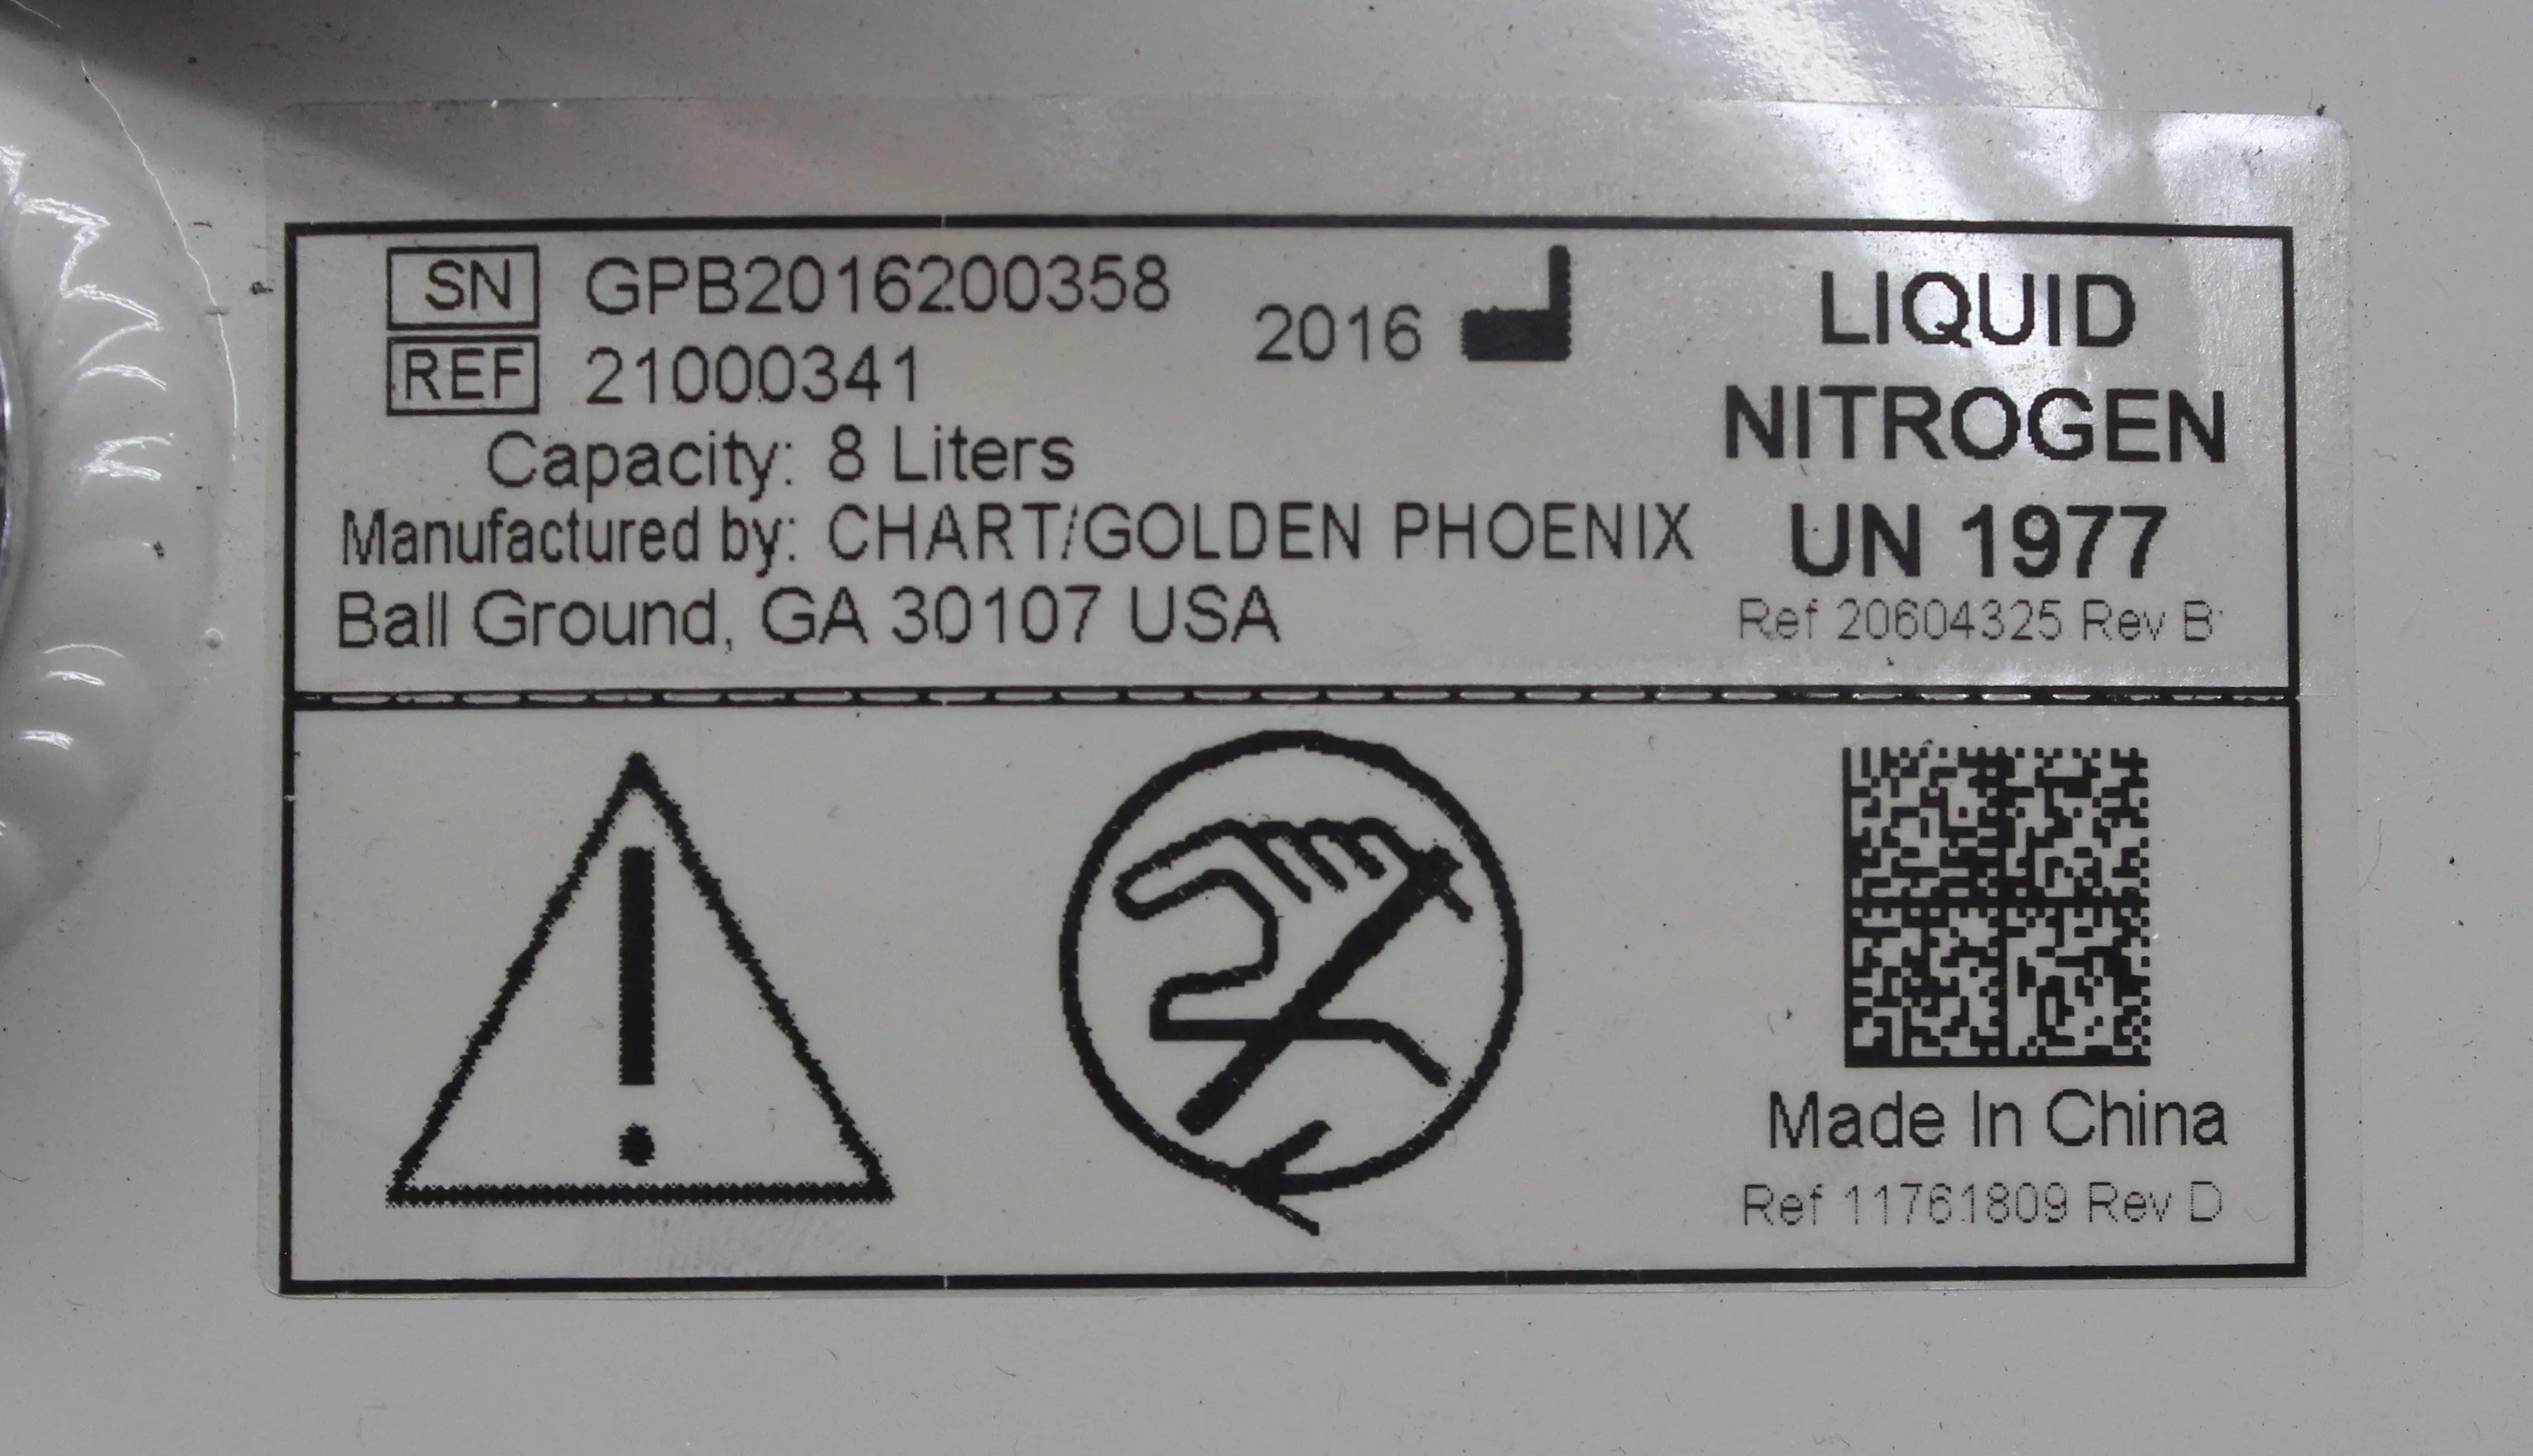 SN GPB2016200358
REF 21000341
2016
Capacity: 8 Liters
Manufactured by: CHART/GOLDEN PHOENIX
Ball Ground, GA 30107 USA
LIQUID
NITROGEN
UN 1977
Ref 20604325 Rev B
!
Made In China
Ref 11761809 Rev D